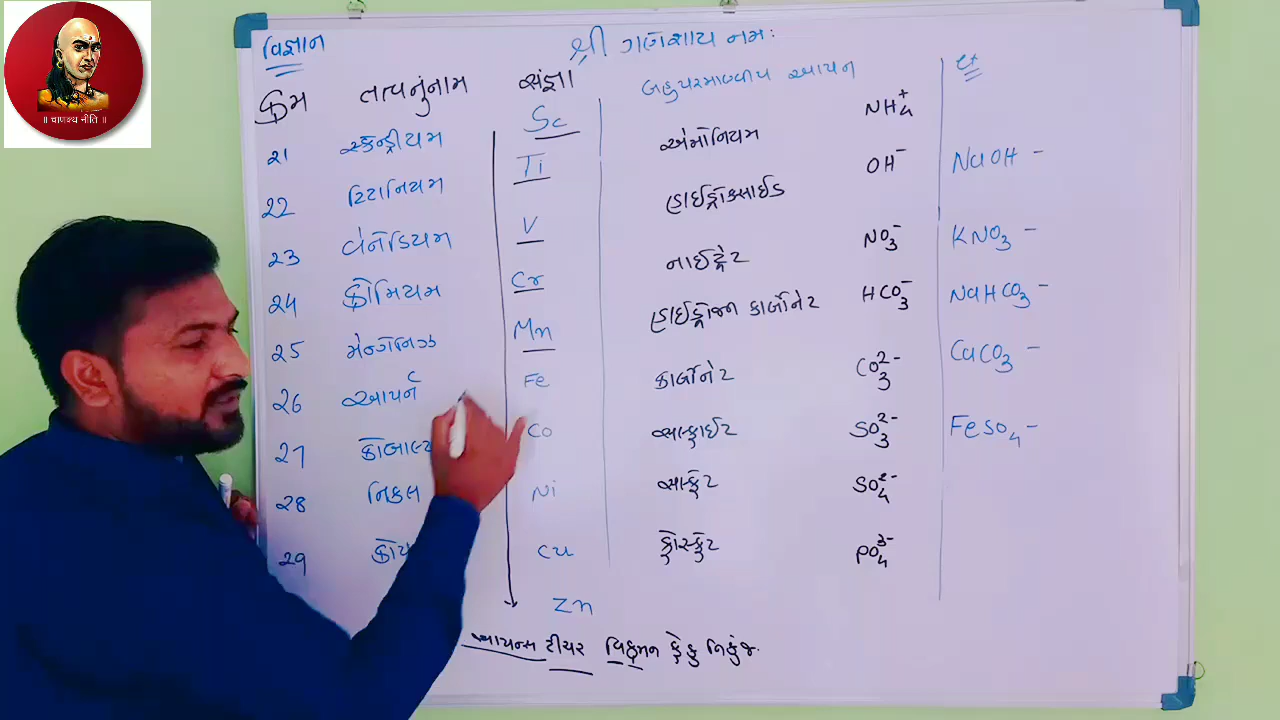 ॥ चाणक्य नीति ॥
વિજ્ઞાન
શ્રી ગણેશાય નમઃ
ક્રમ તત્વનુંનામ સંજ્ઞા બહુપરમાણ્વીય આયન
21 સ્કેન્ડીયમ Sc એમોનિયમ NH₄⁺
22 ટિટાનિયમ Ti હાઈડ્રોક્સાઈડ OH⁻ NaOH –
23 વેનેડિયમ V નાઈટ્રેટ NO₃⁻ KNO₃ –
24 ક્રોમિયમ Cr હાઈડ્રોજન કાર્બોનેટ HCO₃⁻ NaHCO₃ –
25 મેન્ગેનિઝ Mn કાર્બોનેટ CO₃²⁻ CaCO₃ –
26 આયર્ન Fe સલ્ફાઈટ SO₃²⁻ FeSO₄ –
27 કોબાલ્ટ Co સલ્ફેટ SO₄²⁻
28 નિકલ Ni ફોસ્ફેટ PO₄³⁻
29 Cu
Zn
સાયન્સ ટીચર